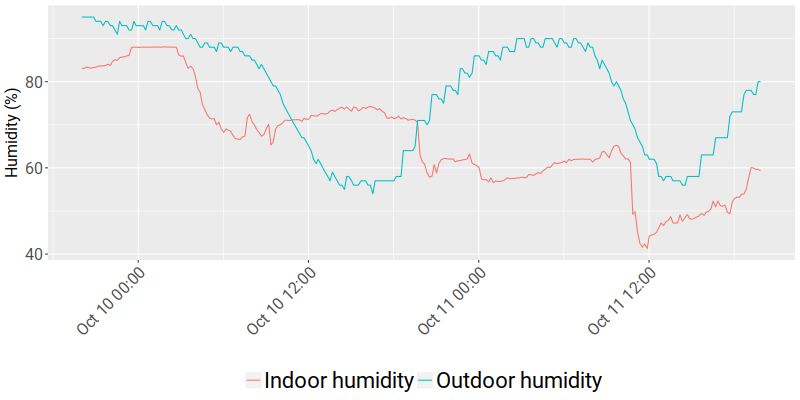 Humidity (%)
80
60
40
Oct 10 00:00
Oct 10 12:00
Oct 11 00:00
Oct 11 12:00
Indoor humidity Outdoor humidity